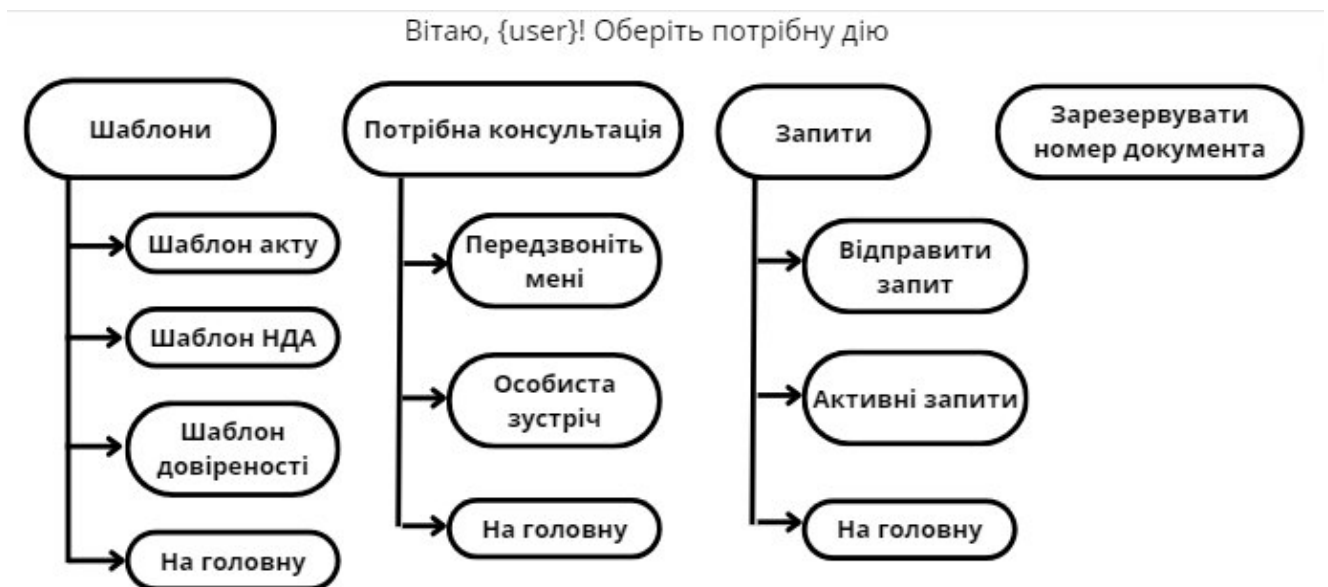 Вітаю, {user}! Оберіть потрібну дію
Шаблони
Шаблон акту
Шаблон НДА
Шаблон
довіреності
На головну
Потрібна консультація
Передзвоніть
мені
Особиста
зустріч
На головну
Запити
Відправити
запит
Активні запити
На головну
Зарезервувати
номер документа